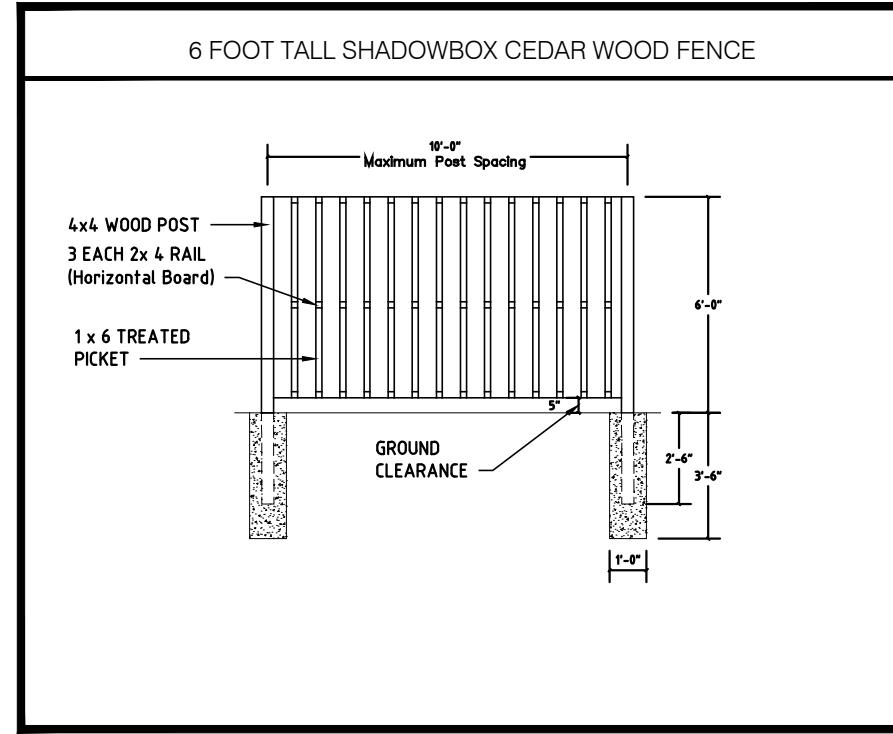 6 FOOT TALL SHADOWBOX CEDAR WOOD FENCE
10'-0"
Maximum Post Spacing
4x4 WOOD POST
3 EACH 2x 4 RAIL
(Horizontal Board)
6'-0"
1 x 6 TREATED
PICKET
5"
GROUND
CLEARANCE
2'-6"
3'-6"
1'-0"